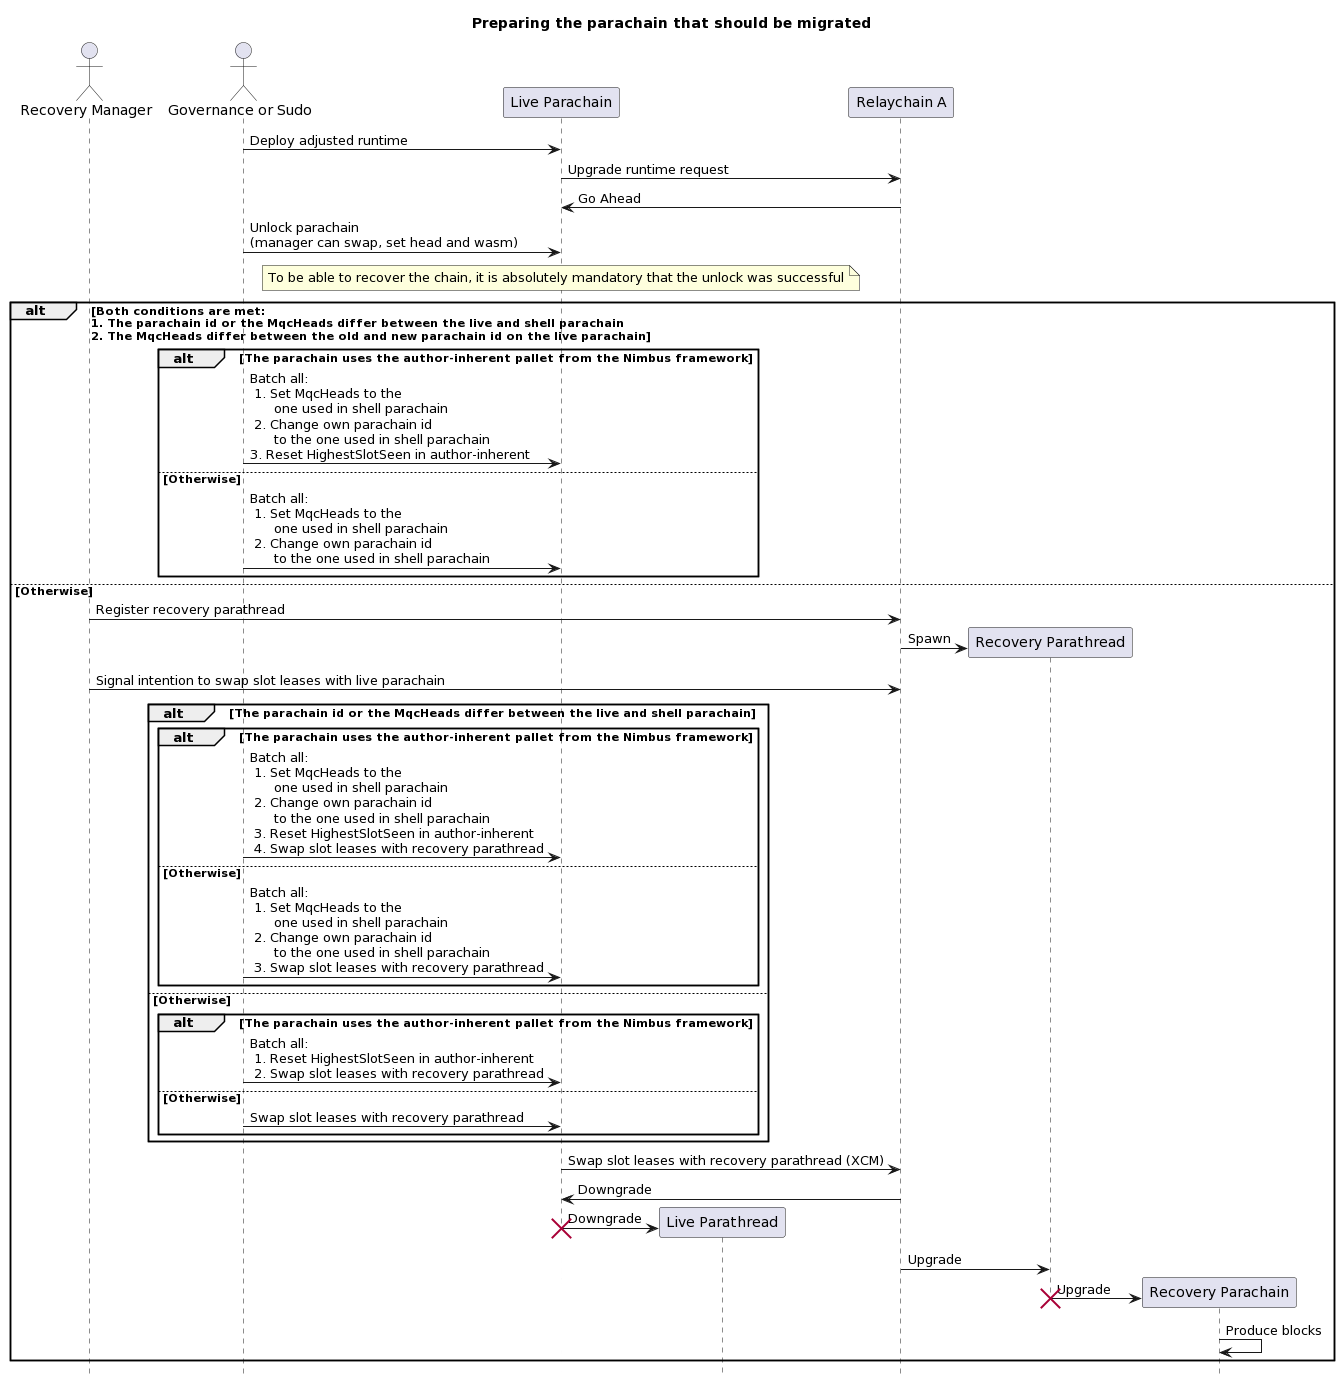 Preparing the parachain that should be migrated
Recovery Manager
Governance or Sudo
Live Parachain
Relaychain A
Deploy adjusted runtime
Upgrade runtime request
Go Ahead
Unlock parachain
(manager can swap, set head and wasm)
To be able to recover the chain, it is absolutely mandatory that the unlock was successful
alt
[Both conditions are met:
1. The parachain id or the MqcHeads differ between the live and shell parachain
2. The MqcHeads differ between the old and new parachain id on the live parachain]
alt
[The parachain uses the author-inherent pallet from the Nimbus framework]
Batch all:
1. Set MqcHeads to the
one used in shell parachain
2. Change own parachain id
to the one used in shell parachain
3. Reset HighestSlotSeen in author-inherent
[Otherwise]
Batch all:
1. Set MqcHeads to the
one used in shell parachain
2. Change own parachain id
to the one used in shell parachain
[Otherwise]
Register recovery parathread
Spawn
Recovery Parathread
Signal intention to swap slot leases with live parachain
alt
[The parachain id or the MqcHeads differ between the live and shell parachain]
alt
[The parachain uses the author-inherent pallet from the Nimbus framework]
Batch all:
1. Set MqcHeads to the
one used in shell parachain
2. Change own parachain id
to the one used in shell parachain
3. Reset HighestSlotSeen in author-inherent
4. Swap slot leases with recovery parathread
[Otherwise]
Batch all:
1. Set MqcHeads to the
one used in shell parachain
2. Change own parachain id
to the one used in shell parachain
3. Swap slot leases with recovery parathread
[Otherwise]
alt
[The parachain uses the author-inherent pallet from the Nimbus framework]
Batch all:
1. Reset HighestSlotSeen in author-inherent
2. Swap slot leases with recovery parathread
[Otherwise]
Swap slot leases with recovery parathread
Swap slot leases with recovery parathread (XCM)
Downgrade
Downgrade
Live Parathread
Upgrade
Upgrade
Recovery Parachain
Produce blocks